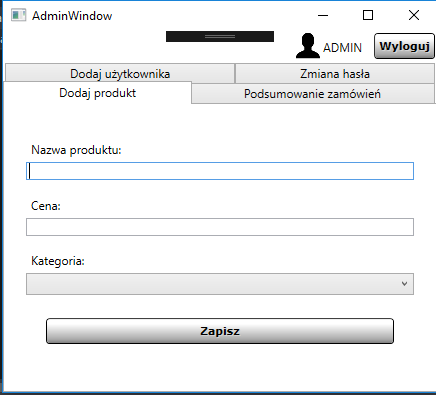 AdminWindow
ADMIN Wyloguj
Dodaj użytkownika Zmiana hasła
Dodaj produkt Podsumowanie zamówień
Nazwa produktu:
Cena:
Kategoria:
Zapisz